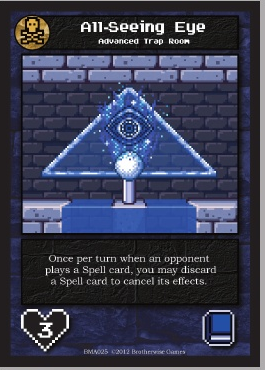 All-Seeing Eye
Advanced Trap Room
Once per turn when an opponent
plays a Spell card, you may discard
a Spell card to cancel its effects.
3
BMA025 ©2012 Brotherwise Games